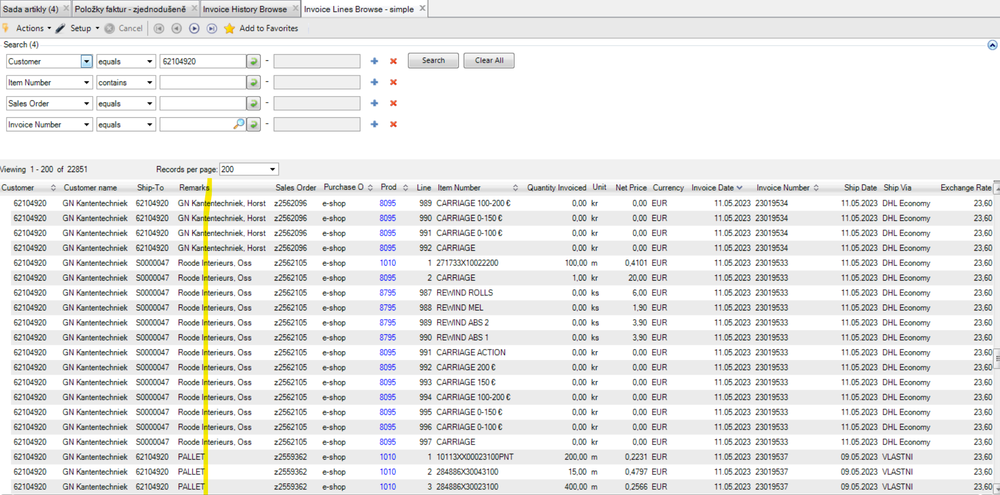 Sada artikly (4) Položky faktur - zjednodušeně Invoice History Browse Invoice Lines Browse - simple
Actions Setup Cancel Add to Favorites
Search (4)
Customer equals 62104920 - Search Clear All
Item Number contains -
Sales Order equals -
Invoice Number equals -
Viewing 1 - 200 of 22851 Records per page: 200
Customer Customer name Ship-To Remarks Sales Order Purchase O Prod Line Item Number Quantity Invoiced Unit Net Price Currency Invoice Date Invoice Number Ship Date Ship Via Exchange Rate
62104920 GN Kantentechniek 62104920 GN Kantentechniek, Horst z2562096 e-shop 8095 989 CARRIAGE 100-200 € 0,00 kr 0,00 EUR 11.05.2023 23019534 11.05.2023 DHL Economy 23,60
62104920 GN Kantentechniek 62104920 GN Kantentechniek, Horst z2562096 e-shop 8095 990 CARRIAGE 0-150 € 0,00 kr 0,00 EUR 11.05.2023 23019534 11.05.2023 DHL Economy 23,60
62104920 GN Kantentechniek 62104920 GN Kantentechniek, Horst z2562096 e-shop 8095 991 CARRIAGE 0-100 € 0,00 kr 0,00 EUR 11.05.2023 23019534 11.05.2023 DHL Economy 23,60
62104920 GN Kantentechniek 62104920 GN Kantentechniek, Horst z2562096 e-shop 8095 992 CARRIAGE 0,00 kr 0,00 EUR 11.05.2023 23019534 11.05.2023 DHL Economy 23,60
62104920 GN Kantentechniek S0000047 Roode Interieurs, Oss z2562105 e-shop 1010 1 271733X10022200 100,00 m 0,4101 EUR 11.05.2023 23019533 11.05.2023 DHL Economy 23,60
62104920 GN Kantentechniek S0000047 Roode Interieurs, Oss z2562105 e-shop 8095 2 CARRIAGE 1,00 kr 20,00 EUR 11.05.2023 23019533 11.05.2023 DHL Economy 23,60
62104920 GN Kantentechniek S0000047 Roode Interieurs, Oss z2562105 e-shop 8795 987 REWIND ROLLS 0,00 ks 6,00 EUR 11.05.2023 23019533 11.05.2023 DHL Economy 23,60
62104920 GN Kantentechniek S0000047 Roode Interieurs, Oss z2562105 e-shop 8795 988 REWIND MEL 0,00 ks 1,90 EUR 11.05.2023 23019533 11.05.2023 DHL Economy 23,60
62104920 GN Kantentechniek S0000047 Roode Interieurs, Oss z2562105 e-shop 8795 989 REWIND ABS 2 0,00 ks 3,90 EUR 11.05.2023 23019533 11.05.2023 DHL Economy 23,60
62104920 GN Kantentechniek S0000047 Roode Interieurs, Oss z2562105 e-shop 8795 990 REWIND ABS 1 0,00 ks 3,90 EUR 11.05.2023 23019533 11.05.2023 DHL Economy 23,60
62104920 GN Kantentechniek S0000047 Roode Interieurs, Oss z2562105 e-shop 8095 991 CARRIAGE ACTION 0,00 kr 0,00 EUR 11.05.2023 23019533 11.05.2023 DHL Economy 23,60
62104920 GN Kantentechniek S0000047 Roode Interieurs, Oss z2562105 e-shop 8095 992 CARRIAGE 200 € 0,00 kr 0,00 EUR 11.05.2023 23019533 11.05.2023 DHL Economy 23,60
62104920 GN Kantentechniek S0000047 Roode Interieurs, Oss z2562105 e-shop 8095 993 CARRIAGE 150 € 0,00 kr 0,00 EUR 11.05.2023 23019533 11.05.2023 DHL Economy 23,60
62104920 GN Kantentechniek S0000047 Roode Interieurs, Oss z2562105 e-shop 8095 994 CARRIAGE 100-200 € 0,00 kr 0,00 EUR 11.05.2023 23019533 11.05.2023 DHL Economy 23,60
62104920 GN Kantentechniek S0000047 Roode Interieurs, Oss z2562105 e-shop 8095 995 CARRIAGE 0-150 € 0,00 kr 0,00 EUR 11.05.2023 23019533 11.05.2023 DHL Economy 23,60
62104920 GN Kantentechniek S0000047 Roode Interieurs, Oss z2562105 e-shop 8095 996 CARRIAGE 0-100 € 0,00 kr 0,00 EUR 11.05.2023 23019533 11.05.2023 DHL Economy 23,60
62104920 GN Kantentechniek S0000047 Roode Interieurs, Oss z2562105 e-shop 8095 997 CARRIAGE 0,00 kr 0,00 EUR 11.05.2023 23019533 11.05.2023 DHL Economy 23,60
62104920 GN Kantentechniek 62104920 PALLET z2559362 e-shop 1010 1 10113XX00023100PNT 200,00 m 0,2231 EUR 11.05.2023 23019537 09.05.2023 VLASTNI 23,60
62104920 GN Kantentechniek 62104920 PALLET z2559362 e-shop 1010 2 284886X30043100 15,00 m 0,4797 EUR 11.05.2023 23019537 09.05.2023 VLASTNI 23,60
62104920 GN Kantentechniek 62104920 PALLET z2559362 e-shop 1010 3 284886X30023100 400,00 m 0,2566 EUR 11.05.2023 23019537 09.05.2023 VLASTNI 23,60